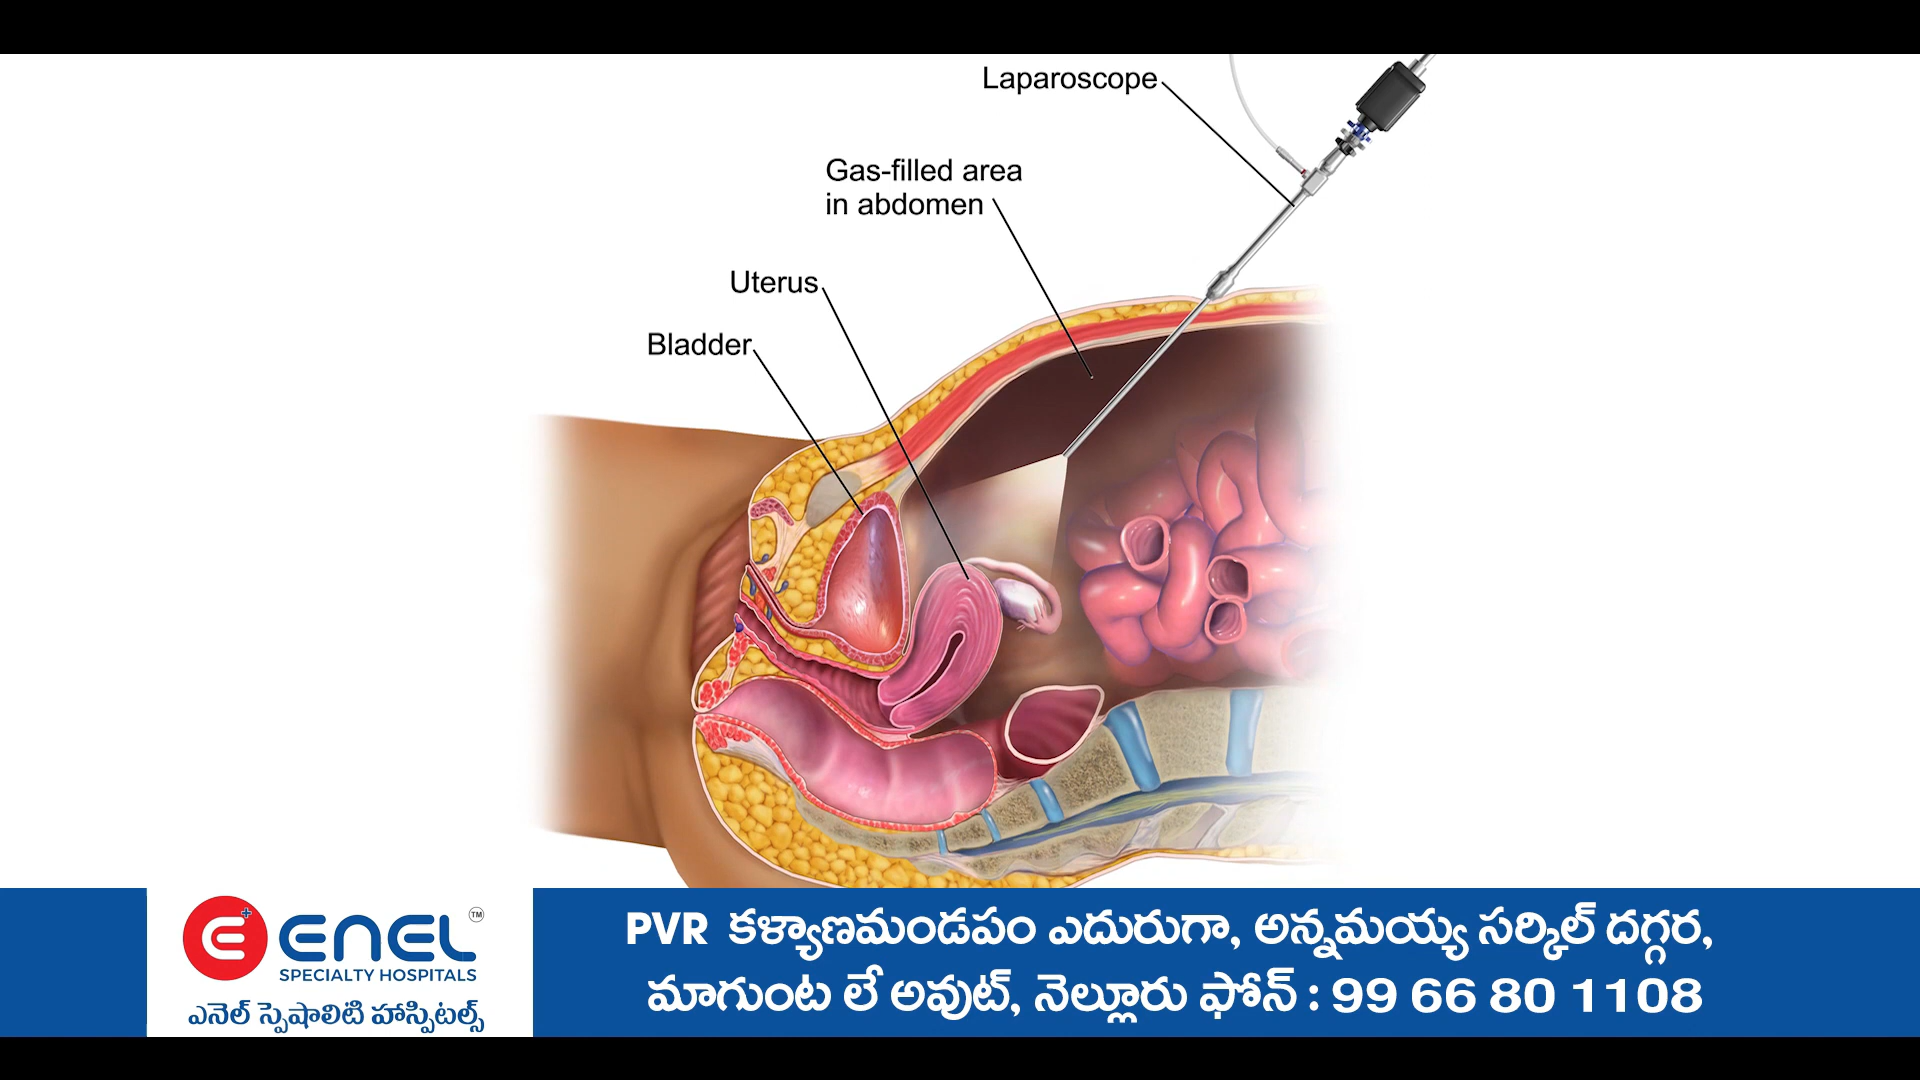 Laparoscope
Gas-filled area
in abdomen
Uterus
Bladder
ENEL™
SPECIALTY HOSPITALS
ఎనెల్ స్పెషాలిటి హాస్పిటల్స్
PVR కళ్యాణమండపం ఎదురుగా, అన్నమయ్య సర్కిల్ దగ్గర,
మాగుంట లే అవుట్, నెల్లూరు ఫోన్ : 99 66 80 1108